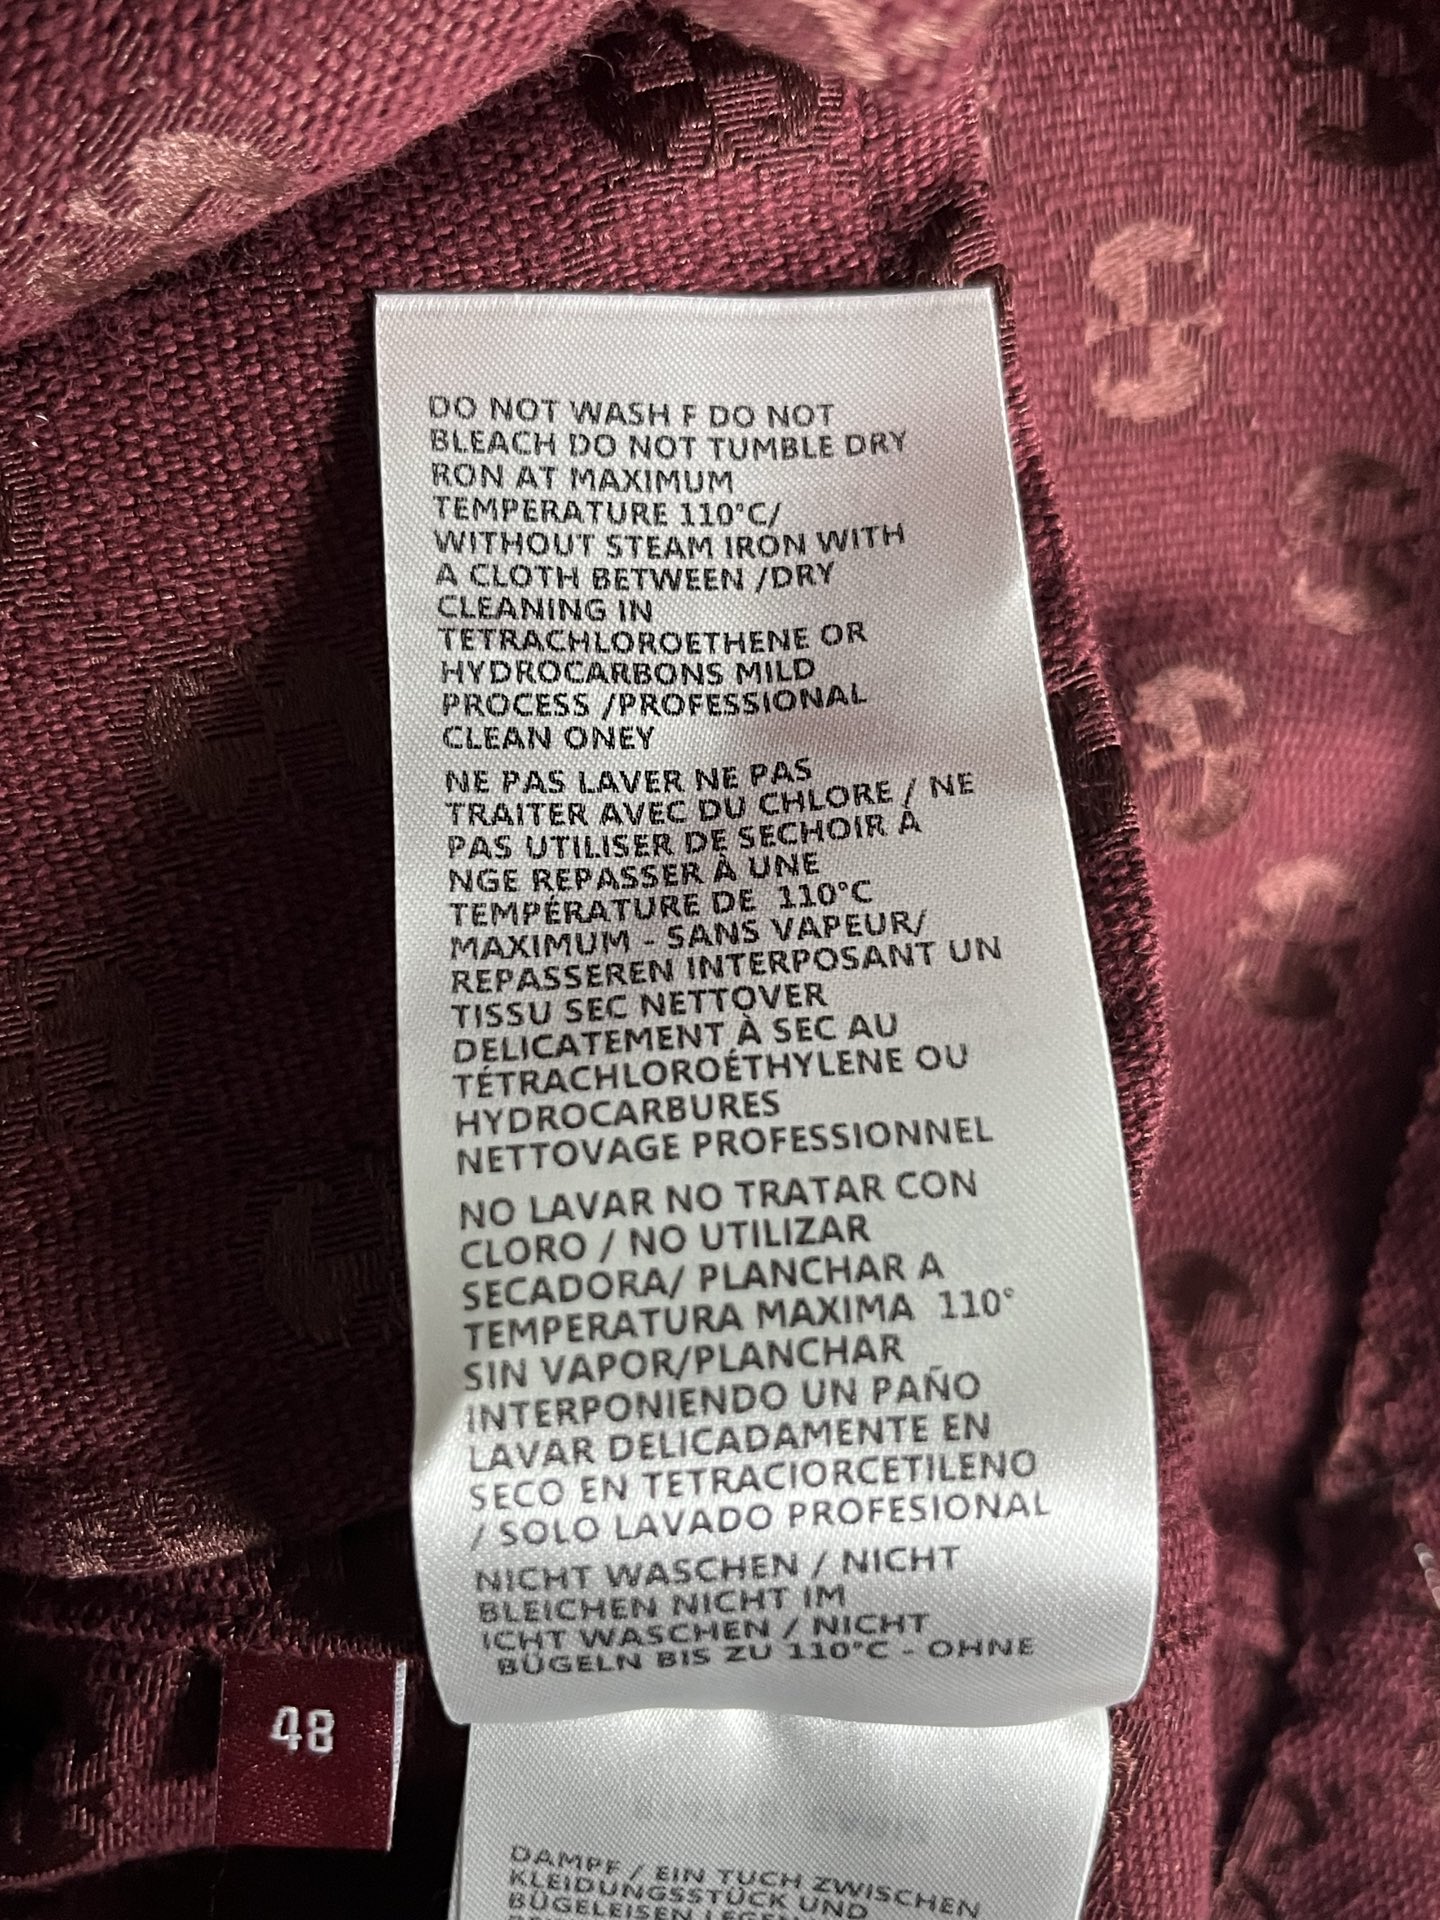 DO NOT WASH F DO NOT
BLEACH DO NOT TUMBLE DRY
RON AT MAXIMUM
TEMPERATURE 110°C/
WITHOUT STEAM IRON WITH
A CLOTH BETWEEN /DRY
CLEANING IN
TETRACHLOROETHENE OR
HYDROCARBONS MILD
PROCESS /PROFESSIONAL
CLEAN ONEY
NE PAS LAVER NE PAS
TRAITER AVEC DU CHLORE / NE
PAS UTILISER DE SECHOIR À
NGE REPASSER À UNE
TEMPÉRATURE DE 110°C
MAXIMUM - SANS VAPEUR/
REPASSEREN INTERPOSANT UN
TISSU SEC NETTOVER
DELICATEMENT À SEC AU
TÉTRACHLOROÉTHYLENE OU
HYDROCARBURES
NETTOVAGE PROFESSIONNEL
NO LAVAR NO TRATAR CON
CLORO / NO UTILIZAR
SECADORA/ PLANCHAR A
TEMPERATURA MAXIMA 110°
SIN VAPOR/PLANCHAR
INTERPONIENDO UN PAÑO
LAVAR DELICADAMENTE EN
SECO EN TETRACIORCETILENO
/ SOLO LAVADO PROFESIONAL
NICHT WASCHEN / NICHT
BLEICHEN NICHT IM
ICHT WASCHEN / NICHT
BÜGELN BIS ZU 110°C - OHNE
48
DAMPF / EIN TUCH ZWISCHEN
KLEIDUNGSSTÜCK UND
BÜGELEISEN